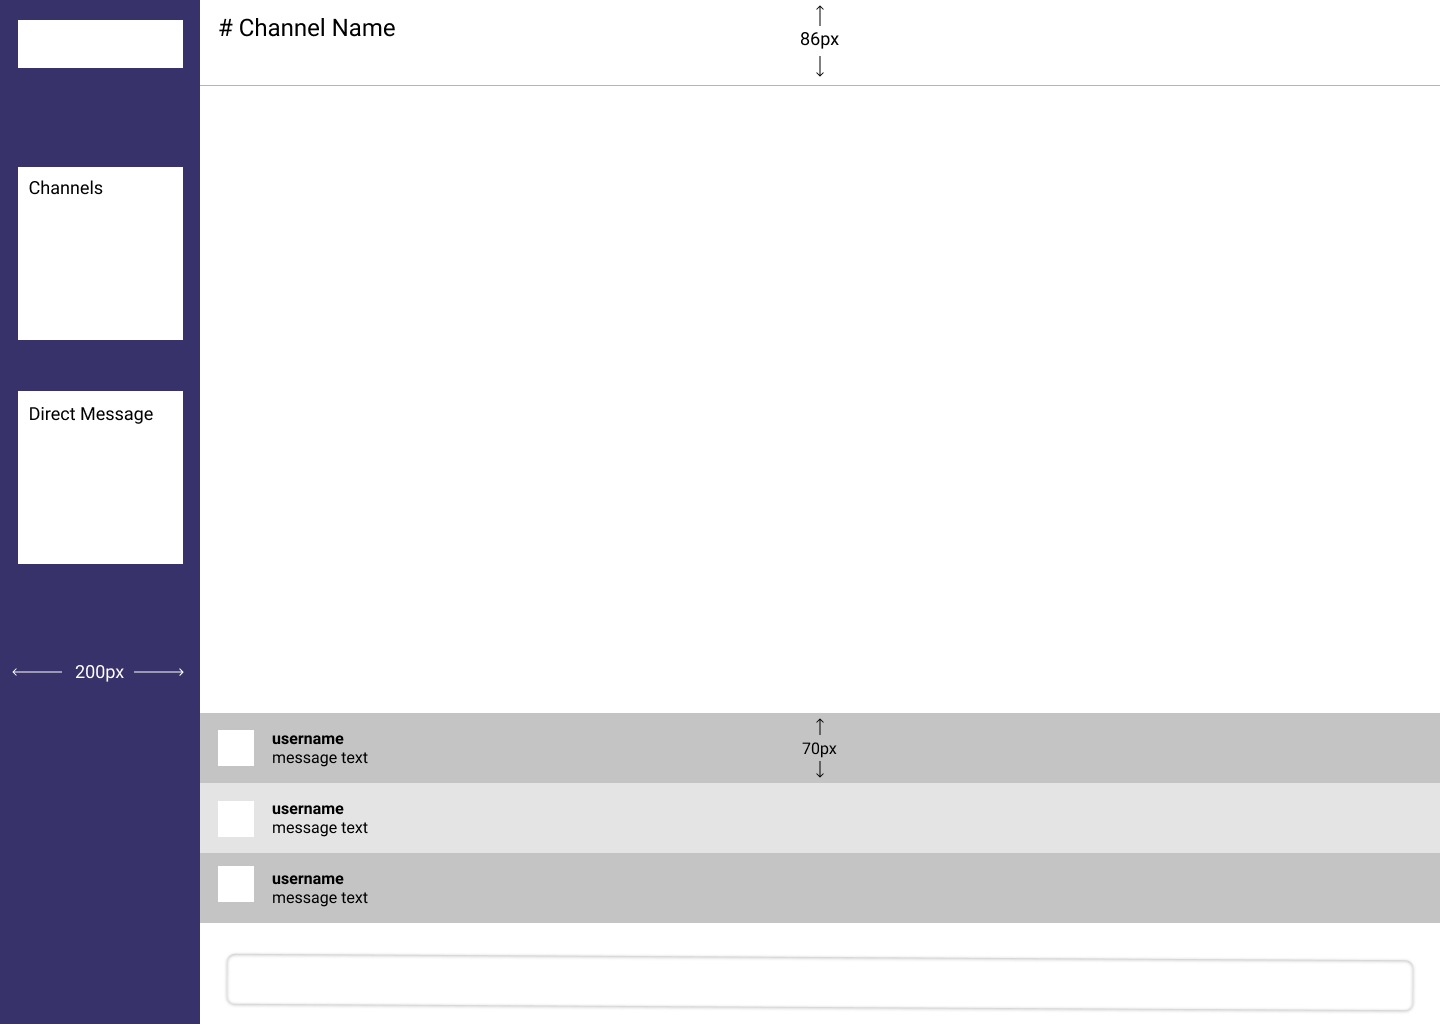 # Channel Name
86px
Channels
Direct Message
200px
username
message text
70px
username
message text
username
message text